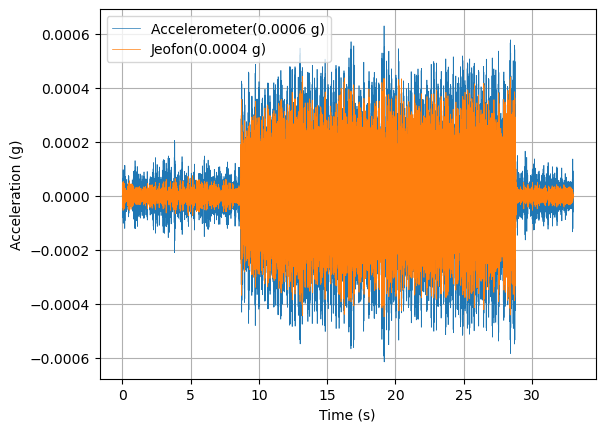 Accelerometer(0.0006 g)
Jeofon(0.0004 g)
0.0006
0.0004
0.0002
0.0000
−0.0002
−0.0004
−0.0006
Acceleration (g)
0 5 10 15 20 25 30
Time (s)